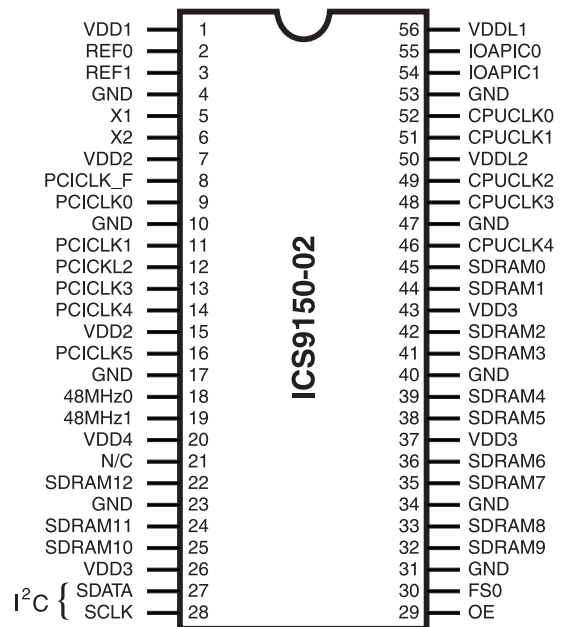 VDD1 1 56 VDDL1
REF0 2 55 IOAPIC0
REF1 3 54 IOAPIC1
GND 4 53 GND
X1 5 52 CPUCLK0
X2 6 51 CPUCLK1
VDD2 7 50 VDDL2
PCICLK_F 8 49 CPUCLK2
PCICLK0 9 48 CPUCLK3
GND 10 47 GND
PCICLK1 11 46 CPUCLK4
PCICKL2 12 45 SDRAM0
PCICLK3 13 44 SDRAM1
PCICLK4 14 43 VDD3
VDD2 15 42 SDRAM2
PCICLK5 16 41 SDRAM3
GND 17 40 GND
48MHz0 18 39 SDRAM4
48MHz1 19 38 SDRAM5
VDD4 20 37 VDD3
N/C 21 36 SDRAM6
SDRAM12 22 35 SDRAM7
GND 23 34 GND
SDRAM11 24 33 SDRAM8
SDRAM10 25 32 SDRAM9
VDD3 26 31 GND
I²C { SDATA 27 30 FS0
SCLK 28 29 OE
ICS9150-02